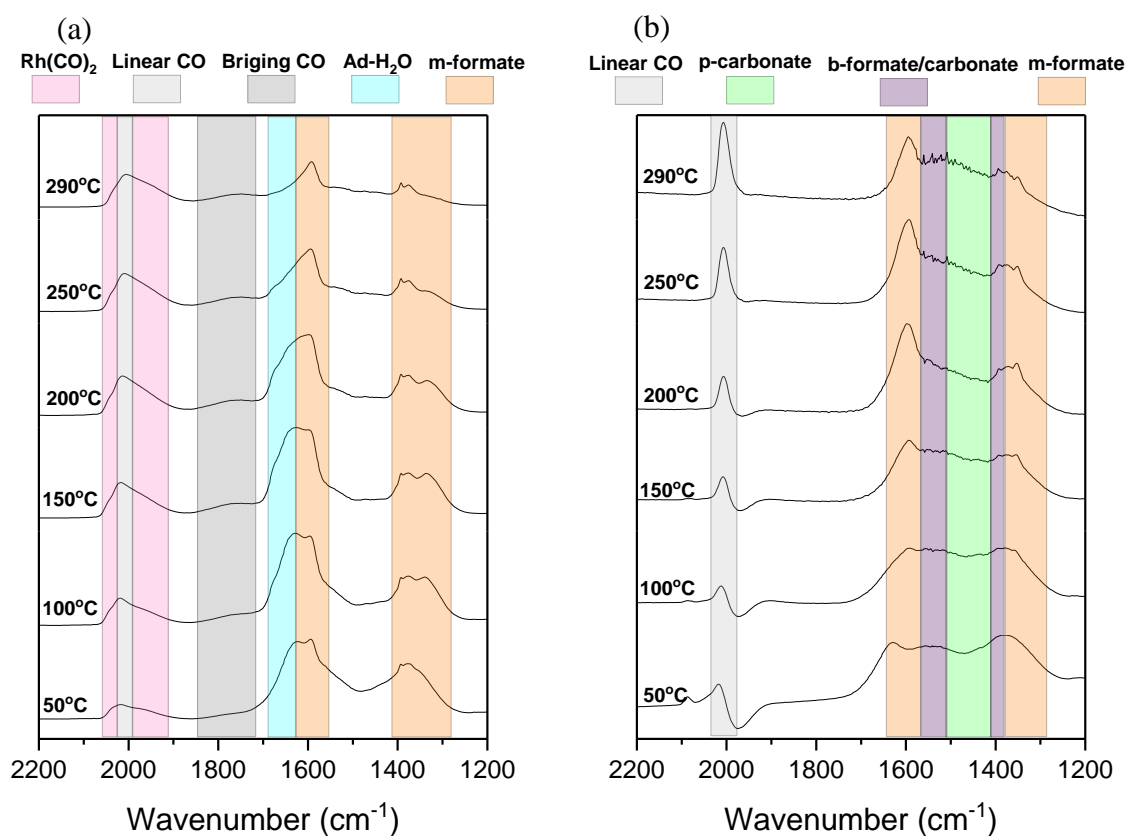 (a)
Rh(CO)₂ Linear CO Briging CO Ad-H₂O m-formate
290°C
250°C
200°C
150°C
100°C
50°C
2200 2000 1800 1600 1400 1200
Wavenumber (cm⁻¹)
(b)
Linear CO p-carbonate b-formate/carbonate m-formate
290°C
250°C
200°C
150°C
100°C
50°C
2200 2000 1800 1600 1400 1200
Wavenumber (cm⁻¹)